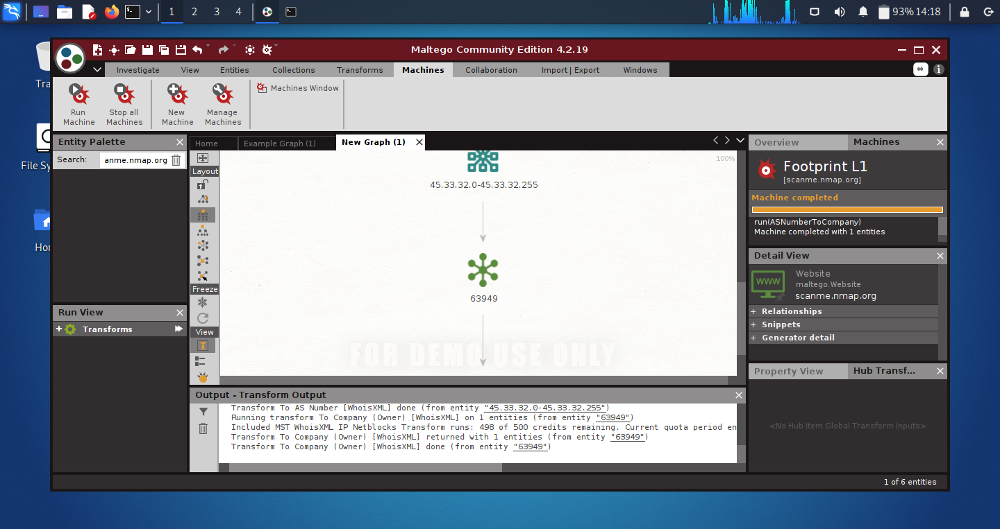 1 2 3 4
93% 14:18
Tra
File Sy
Hor
Maltego Community Edition 4.2.19
Investigate View Entities Collections Transforms Machines Collaboration Import | Export Windows
Run Machine
Stop all Machines
New Machine
Manage Machines
Machines Window
Entity Palette
Search: anme.nmap.org
Run View
+ Transforms
Home Example Graph (1) New Graph (1)
Layout
Freeze
View
100%
45.33.32.0-45.33.32.255
63949
FOR DEMO USE ONLY
Output - Transform Output
Transform To AS Number [WhoisXML] done (from entity "45.33.32.0-45.33.32.255")
Running transform To Company (Owner) [WhoisXML] on 1 entities (from entity "63949")
Included MST WhoisXML IP Netblocks Transform runs: 498 of 500 credits remaining. Current quota period en
Transform To Company (Owner) [WhoisXML] returned with 1 entities (from entity "63949")
Transform To Company (Owner) [WhoisXML] done (from entity "63949")
Overview Machines
Footprint L1
[scanme.nmap.org]
Machine completed
run(ASNumberToCompany)
Machine completed with 1 entities
Detail View
WWW
Website
maltego.Website
scanme.nmap.org
+ Relationships
+ Snippets
+ Generator detail
Property View Hub Transf...
<No Hub Item Global Transform Inputs>
1 of 6 entities